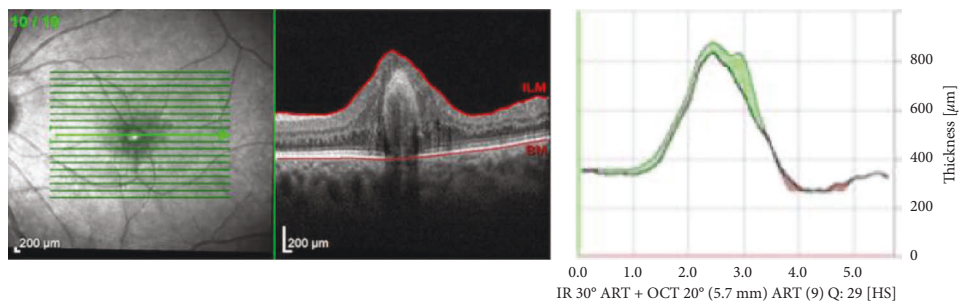 10 / 19
200 µm
ILM
BM
200 µm
800
600
400
200
0
Thickness [µm]
0.0 1.0 2.0 3.0 4.0 5.0
IR 30° ART + OCT 20° (5.7 mm) ART (9) Q: 29 [HS]